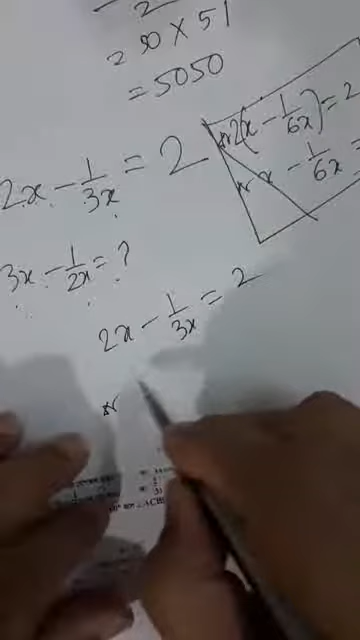 2
= 50 × 51
= 5050
2x - 1/3x = 2
2(x - 1/6x) = 2
x - 1/6x =
3x - 1/2x = ?
2x - 1/3x = 2